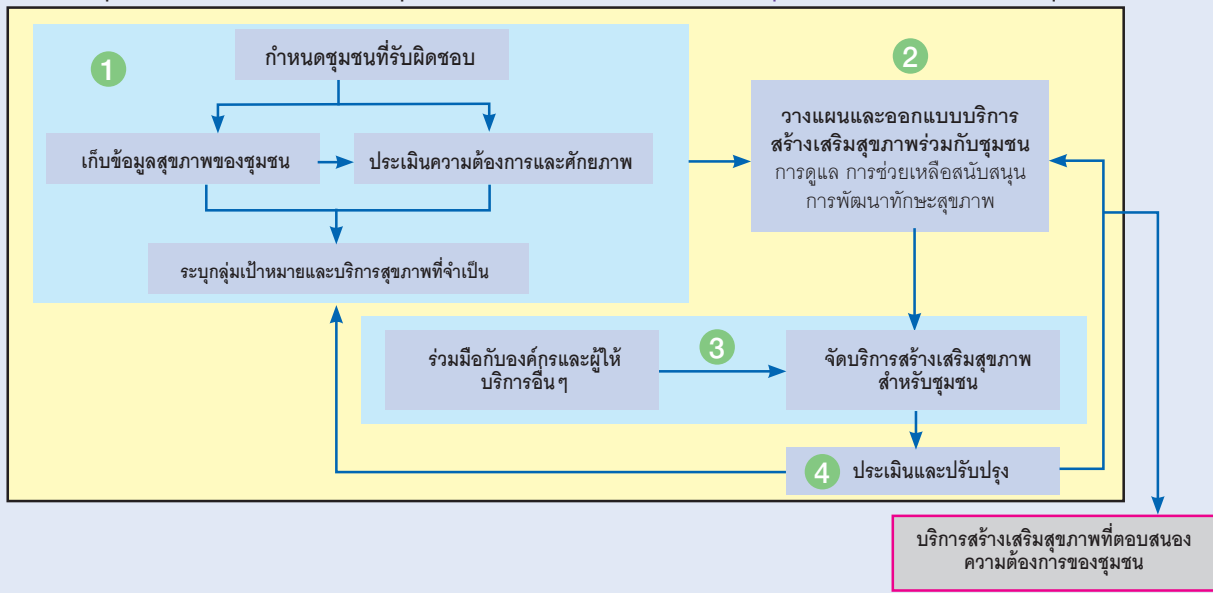 1
กำหนดชุมชนที่รับผิดชอบ
เก็บข้อมูลสุขภาพของชุมชน
ประเมินความต้องการและศักยภาพ
ระบุกลุ่มเป้าหมายและบริการสุขภาพที่จำเป็น
2
วางแผนและออกแบบบริการ
สร้างเสริมสุขภาพร่วมกับชุมชน
การดูแล การช่วยเหลือสนับสนุน
การพัฒนาทักษะสุขภาพ
ร่วมมือกับองค์กรและผู้ให้
บริการอื่นๆ
3
จัดบริการสร้างเสริมสุขภาพ
สำหรับชุมชน
4 ประเมินและปรับปรุง
บริการสร้างเสริมสุขภาพที่ตอบสนอง
ความต้องการของชุมชน